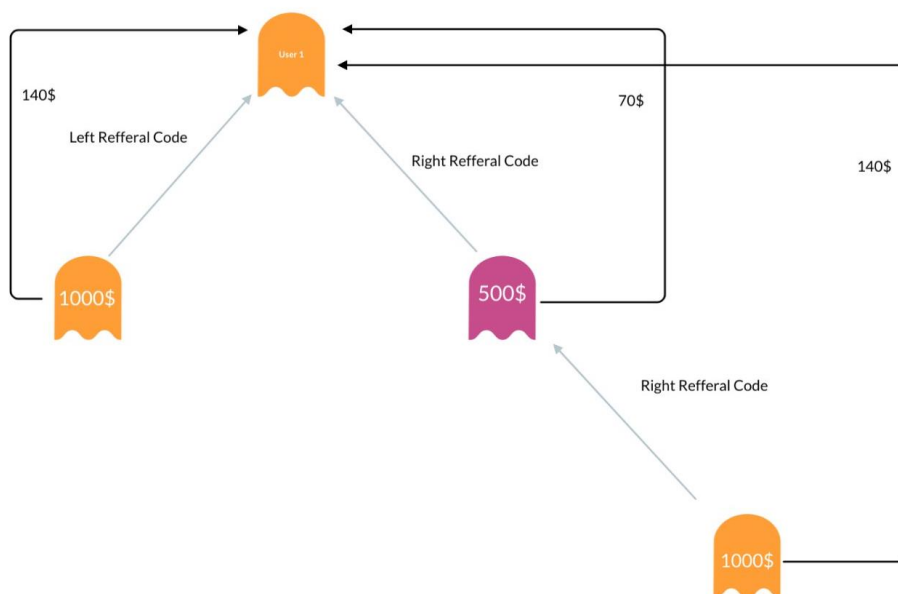 User 1
140$
70$
Left Refferal Code
Right Refferal Code
140$
1000$
500$
Right Refferal Code
1000$